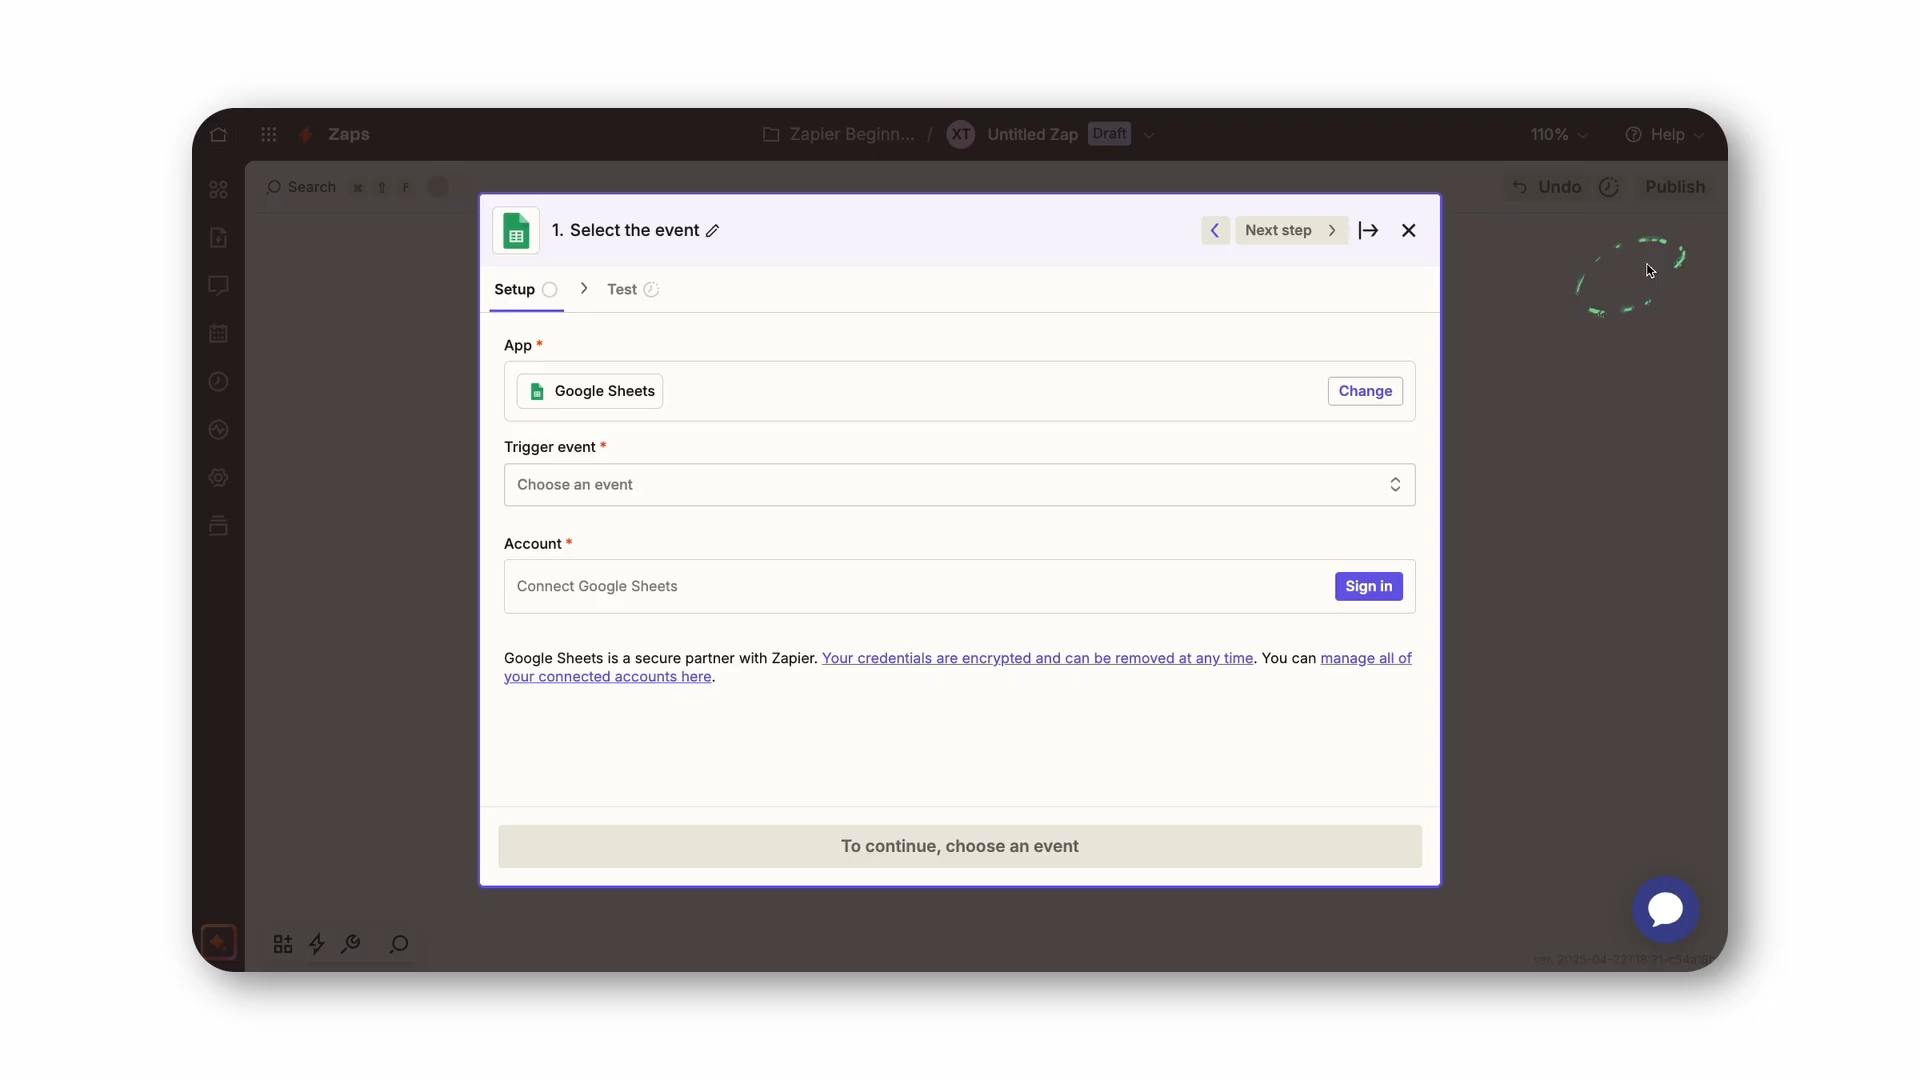 Zaps
Zapier Beginn... / XT Untitled Zap Draft
110%
Help
Search ⌘ ⇧ F
Undo
Publish
1. Select the event
Next step
Setup
Test
App *
Google Sheets
Change
Trigger event *
Choose an event
Account *
Connect Google Sheets
Sign in
Google Sheets is a secure partner with Zapier. Your credentials are encrypted and can be removed at any time. You can manage all of
your connected accounts here.
To continue, choose an event